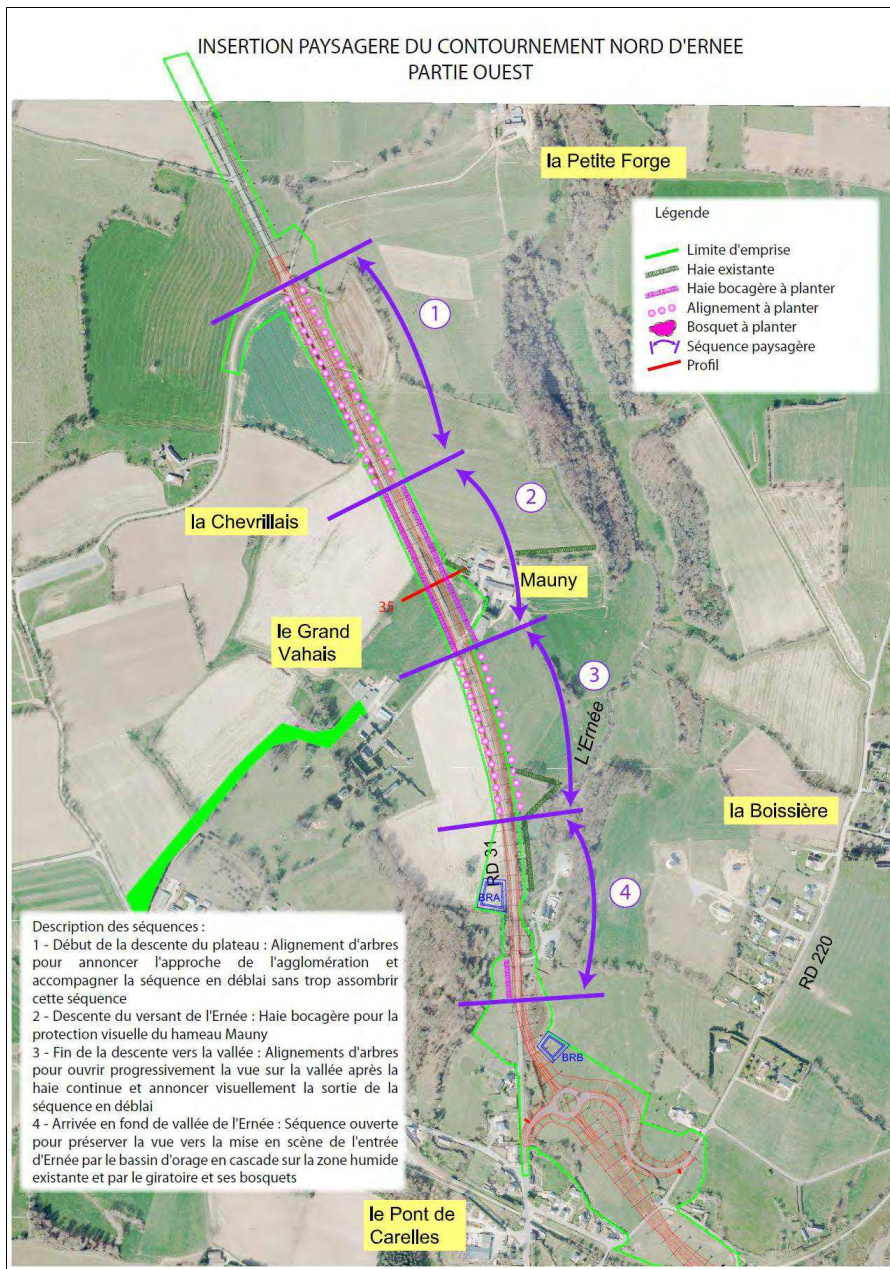 INSERTION PAYSAGERE DU CONTOURNEMENT NORD D'ERNEE
PARTIE OUEST
la Petite Forge
Légende
Limite d'emprise
Haie existante
Haie bocagère à planter
Alignement à planter
Bosquet à planter
Séquence paysagère
Profil
1
2
la Chevrillais
Mauny
35
le Grand
Vahais
3
L'Ernée
la Boissière
RD 31
BRA
4
RD 220
Description des séquences :
1 - Début de la descente du plateau : Alignement d'arbres
pour annoncer l'approche de l'agglomération et
accompagner la séquence en déblai sans trop assombrir
cette séquence
2 - Descente du versant de l'Ernée : Haie bocagère pour la
protection visuelle du hameau Mauny
3 - Fin de la descente vers la vallée : Alignements d'arbres
pour ouvrir progressivement la vue sur la vallée après la
haie continue et annoncer visuellement la sortie de la
séquence en déblai
4 - Arrivée en fond de vallée de l'Ernée : Séquence ouverte
pour préserver la vue vers la mise en scène de l'entrée
d'Ernée par le bassin d'orage en cascade sur la zone humide
existante et par le giratoire et ses bosquets
BRB
le Pont de
Carelles